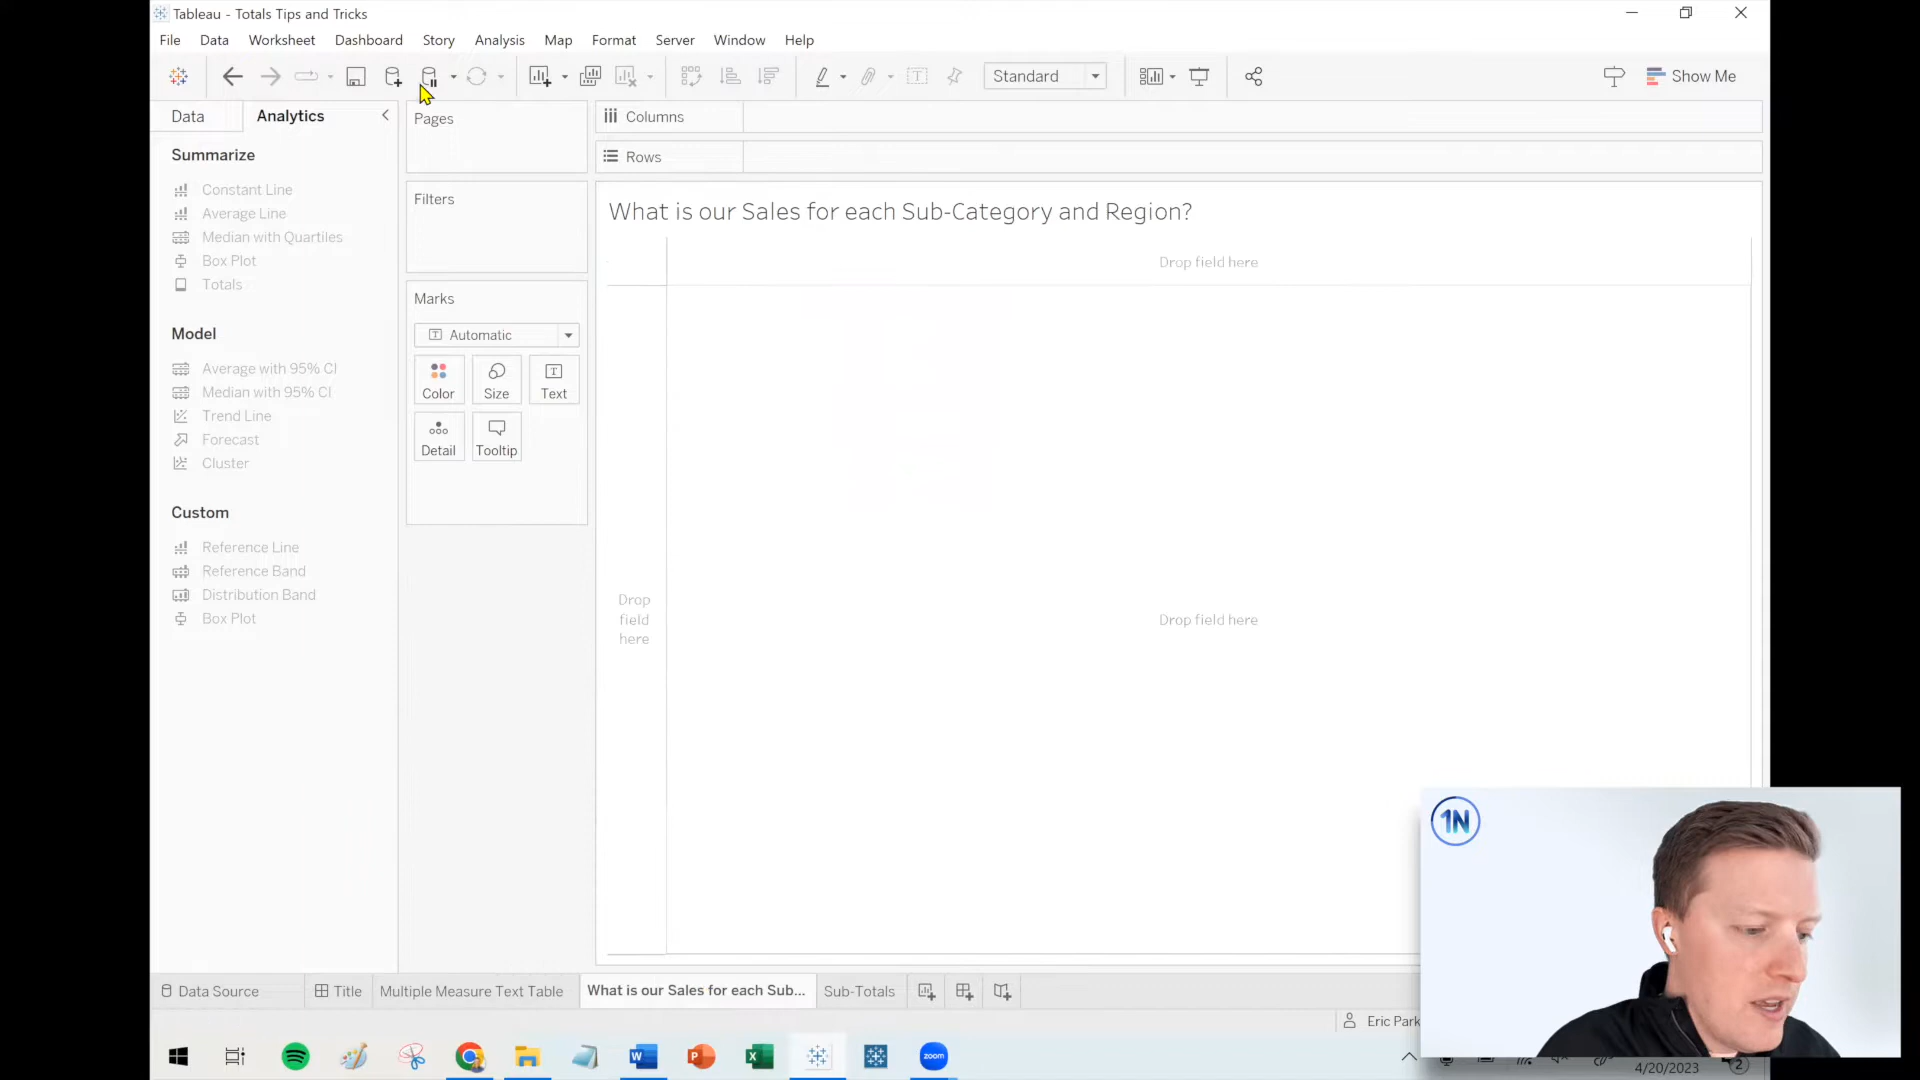 Tableau - Totals Tips and Tricks
File Data Worksheet Dashboard Story Analysis Map Format Server Window Help
Standard
Show Me
Data Analytics
Summarize
Constant Line
Average Line
Median with Quartiles
Box Plot
Totals
Model
Average with 95% CI
Median with 95% CI
Trend Line
Forecast
Cluster
Custom
Reference Line
Reference Band
Distribution Band
Box Plot
Pages
Filters
Marks
Automatic
Color Size Text
Detail Tooltip
Columns
Rows
What is our Sales for each Sub-Category and Region?
Drop field here
Drop
field
here
Drop field here
1N
Data Source Title Multiple Measure Text Table What is our Sales for each Sub... Sub-Totals
Eric Park
zoom
4/20/2023
2